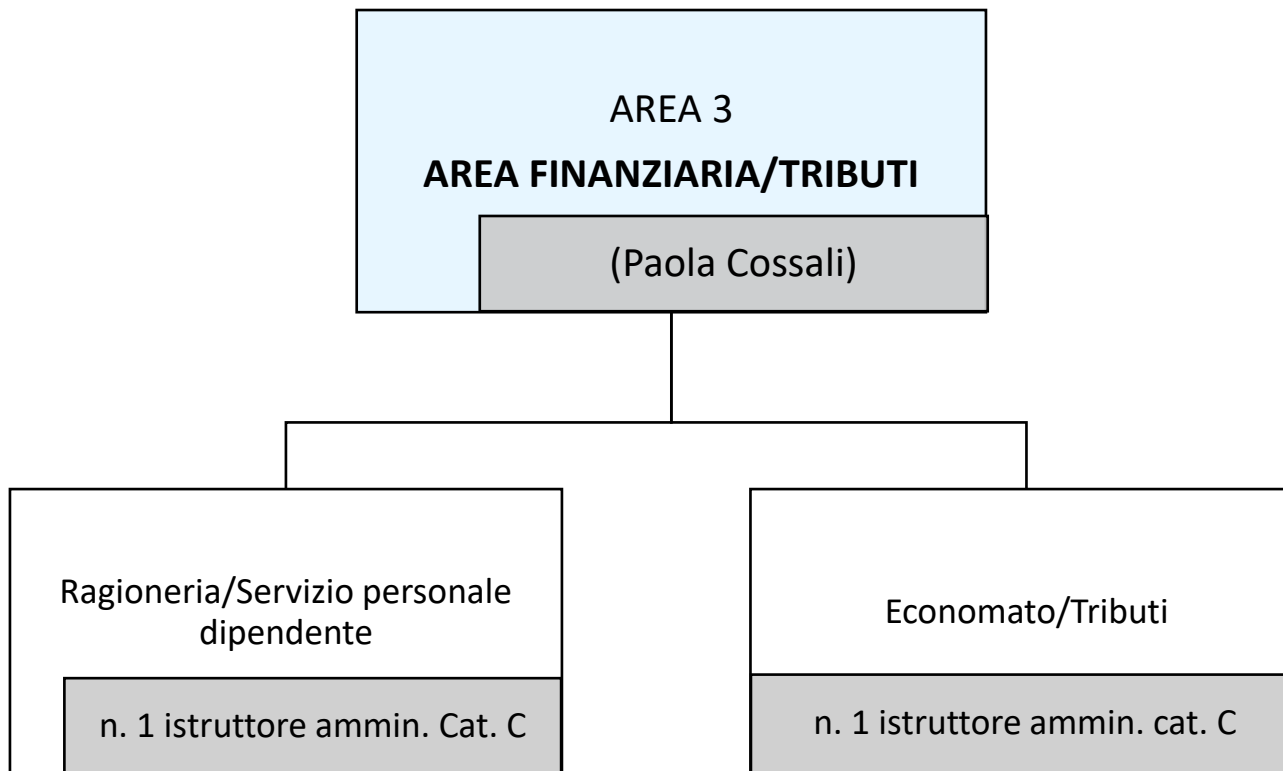 AREA 3
AREA FINANZIARIA/TRIBUTI
(Paola Cossali)
Ragioneria/Servizio personale
dipendente
n. 1 istruttore ammin. Cat. C
Economato/Tributi
n. 1 istruttore ammin. cat. C